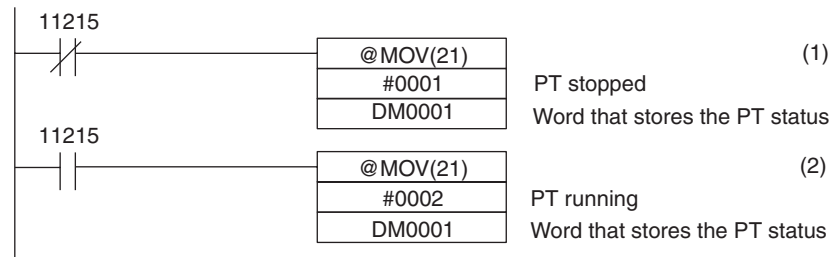 11215
@MOV(21) (1)
#0001 PT stopped
DM0001 Word that stores the PT status
11215
@MOV(21) (2)
#0002 PT running
DM0001 Word that stores the PT status